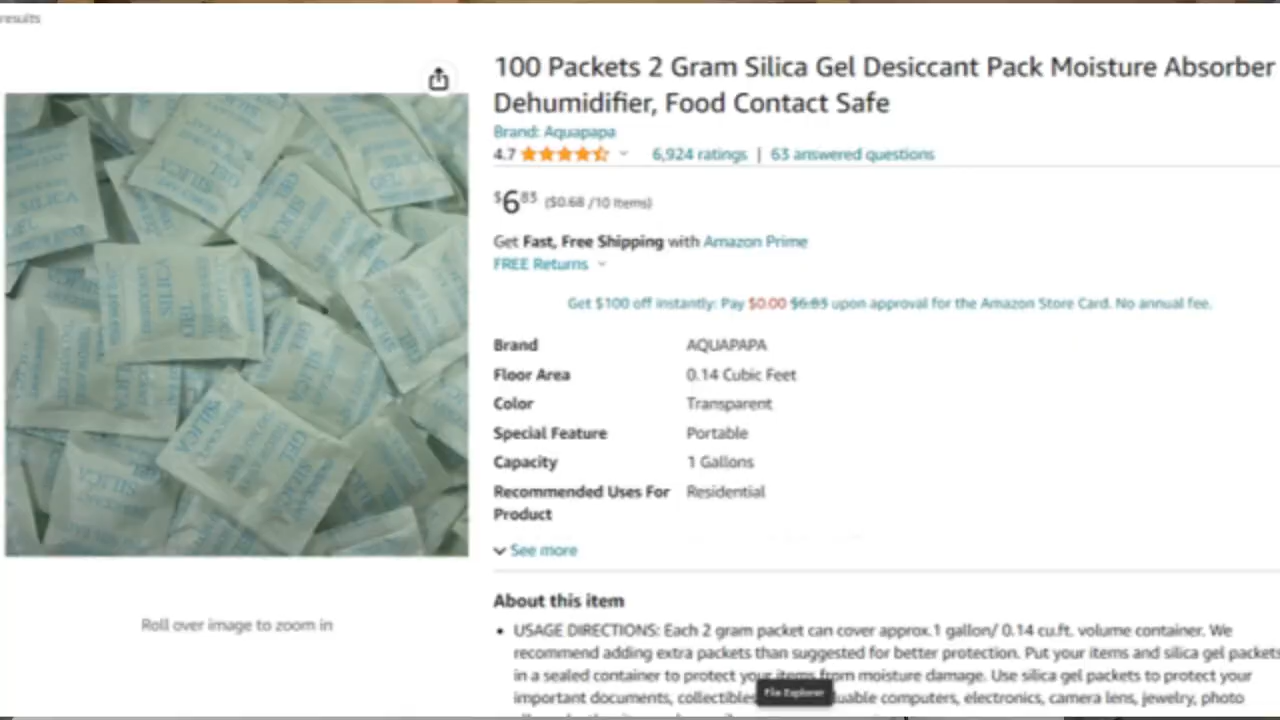 results
100 Packets 2 Gram Silica Gel Desiccant Pack Moisture Absorber
Dehumidifier, Food Contact Safe
Brand: Aquapapa
4.7
6,924 ratings | 63 answered questions
$6.83 ($0.68 /10 Items)
Get Fast, Free Shipping with Amazon Prime
FREE Returns
Get $100 off instantly: Pay $0.00 $6.83 upon approval for the Amazon Store Card. No annual fee.
Brand AQUAPAPA
Floor Area 0.14 Cubic Feet
Color Transparent
Special Feature Portable
Capacity 1 Gallons
Recommended Uses For Residential
Product
See more
About this item
• USAGE DIRECTIONS: Each 2 gram packet can cover approx.1 gallon/ 0.14 cu.ft. volume container. We
recommend adding extra packets than suggested for better protection. Put your items and silica gel packets
in a sealed container to protect your items from moisture damage. Use silica gel packets to protect your
important documents, collectibles uable computers, electronics, camera lens, jewelry, photo
File Explorer
Roll over image to zoom in
SILICA
GEL
SILICA
GEL
SILICA
GEL